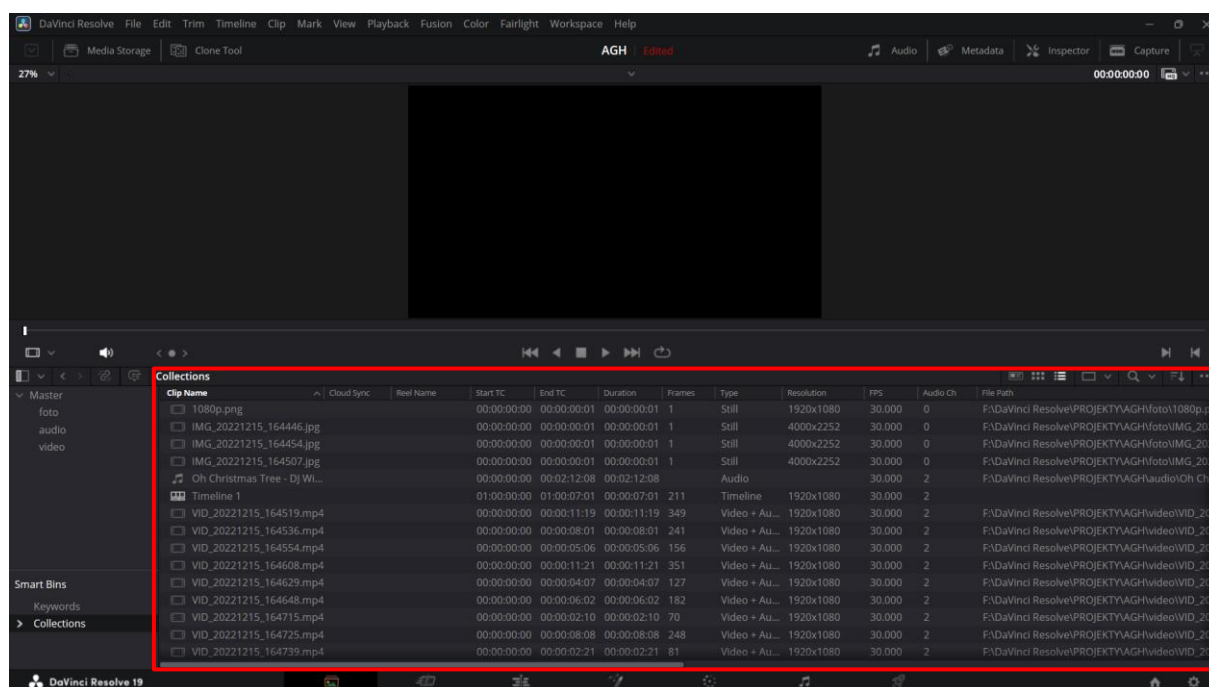 DaVinci Resolve File Edit Trim Timeline Clip Mark View Playback Fusion Color Fairlight Workspace Help
Media Storage Clone Tool AGH Edited Audio Metadata Inspector Capture
27% 00:00:00:00
Collections
Master
foto
audio
video
Clip Name Cloud Sync Reel Name Start TC End TC Duration Frames Type Resolution FPS Audio Ch File Path
1080p.png 00:00:00:00 00:00:00:01 00:00:00:01 1 Still 1920x1080 30.000 0 F:\DaVinci Resolve\PROJEKTY\AGH\foto\1080p.p
IMG_20221215_164446.jpg 00:00:00:00 00:00:00:01 00:00:00:01 1 Still 4000x2252 30.000 0 F:\DaVinci Resolve\PROJEKTY\AGH\foto\IMG_20
IMG_20221215_164454.jpg 00:00:00:00 00:00:00:01 00:00:00:01 1 Still 4000x2252 30.000 0 F:\DaVinci Resolve\PROJEKTY\AGH\foto\IMG_20
IMG_20221215_164507.jpg 00:00:00:00 00:00:00:01 00:00:00:01 1 Still 4000x2252 30.000 0 F:\DaVinci Resolve\PROJEKTY\AGH\foto\IMG_20
Oh Christmas Tree - DJ Wi... 00:00:00:00 00:02:12:08 00:02:12:08 Audio 30.000 2 F:\DaVinci Resolve\PROJEKTY\AGH\audio\Oh Ch
Timeline 1 01:00:00:00 01:00:07:01 00:00:07:01 211 Timeline 1920x1080 30.000 2
VID_20221215_164519.mp4 00:00:00:00 00:00:11:19 00:00:11:19 349 Video + Au... 1920x1080 30.000 2 F:\DaVinci Resolve\PROJEKTY\AGH\video\VID_20
VID_20221215_164536.mp4 00:00:00:00 00:00:08:01 00:00:08:01 241 Video + Au... 1920x1080 30.000 2 F:\DaVinci Resolve\PROJEKTY\AGH\video\VID_20
VID_20221215_164554.mp4 00:00:00:00 00:00:05:06 00:00:05:06 156 Video + Au... 1920x1080 30.000 2 F:\DaVinci Resolve\PROJEKTY\AGH\video\VID_20
VID_20221215_164608.mp4 00:00:00:00 00:00:11:21 00:00:11:21 351 Video + Au... 1920x1080 30.000 2 F:\DaVinci Resolve\PROJEKTY\AGH\video\VID_20
VID_20221215_164629.mp4 00:00:00:00 00:00:04:07 00:00:04:07 127 Video + Au... 1920x1080 30.000 2 F:\DaVinci Resolve\PROJEKTY\AGH\video\VID_20
VID_20221215_164648.mp4 00:00:00:00 00:00:06:02 00:00:06:02 182 Video + Au... 1920x1080 30.000 2 F:\DaVinci Resolve\PROJEKTY\AGH\video\VID_20
VID_20221215_164715.mp4 00:00:00:00 00:00:02:10 00:00:02:10 70 Video + Au... 1920x1080 30.000 2 F:\DaVinci Resolve\PROJEKTY\AGH\video\VID_20
VID_20221215_164725.mp4 00:00:00:00 00:00:08:08 00:00:08:08 248 Video + Au... 1920x1080 30.000 2 F:\DaVinci Resolve\PROJEKTY\AGH\video\VID_20
VID_20221215_164739.mp4 00:00:00:00 00:00:02:21 00:00:02:21 81 Video + Au... 1920x1080 30.000 2 F:\DaVinci Resolve\PROJEKTY\AGH\video\VID_20
Smart Bins
Keywords
Collections
DaVinci Resolve 19